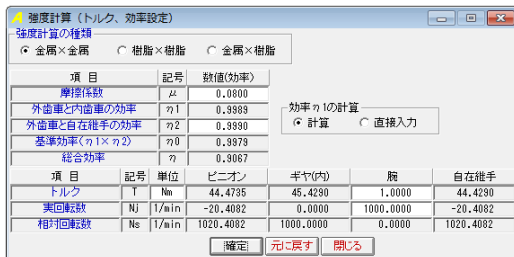 強度計算（トルク、効率設定）
強度計算の種類
金属×金属 樹脂×樹脂 金属×樹脂
項 目 記号 数値(効率)
摩擦係数 μ 0.0800
外歯車と内歯車の効率 η1 0.9989
外歯車と自在継手の効率 η2 0.9990
基準効率(η1×η2) η0 0.9979
総合効率 η 0.9067
効率η1の計算
計算 直接入力
項 目 記号 単位 ピニオン ギヤ(内) 腕 自在継手
トルク T Nm 44.4735 45.4290 1.0000 44.4290
実回転数 Nj 1/min -20.4082 0.0000 1000.0000 -20.4082
相対回転数 Ns 1/min 1020.4082 1000.0000 0.0000 1020.4082
確定 元に戻す 閉じる